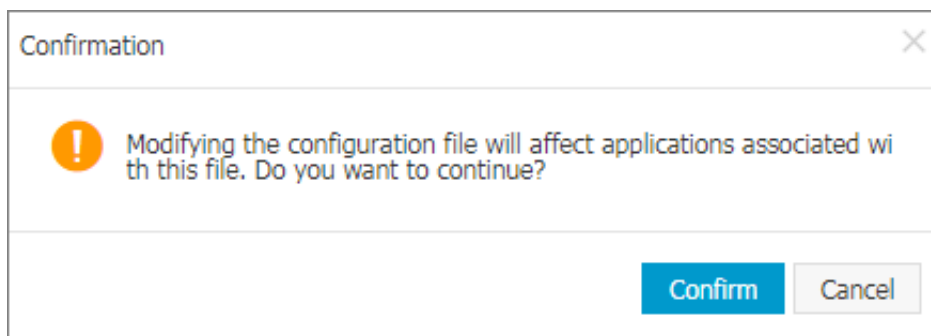 Confirmation
Modifying the configuration file will affect applications associated wi
th this file. Do you want to continue?
Confirm
Cancel